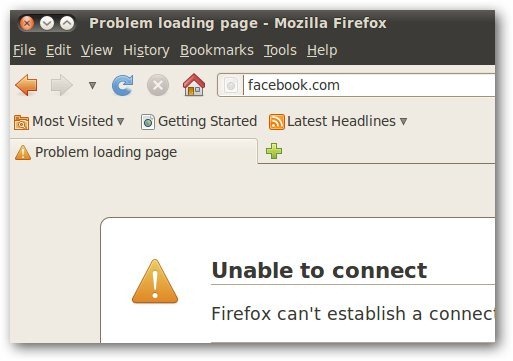 Problem loading page - Mozilla Firefox
File Edit View History Bookmarks Tools Help
facebook.com
Most Visited Getting Started Latest Headlines
Problem loading page
Unable to connect
Firefox can't establish a